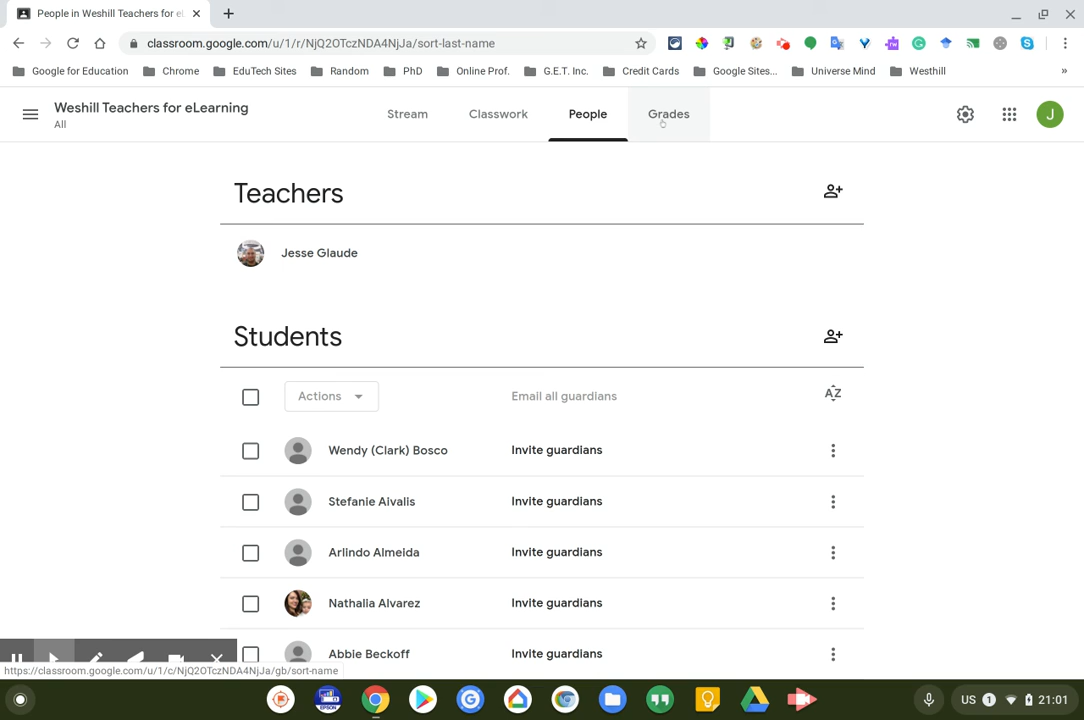 People in Weshill Teachers for eL
classroom.google.com/u/1/r/NjQ2OTczNDA4NjJa/sort-last-name
Google for Education
Chrome
EduTech Sites
Random
PhD
Online Prof.
G.E.T. Inc.
Credit Cards
Google Sites...
Universe Mind
Westhill
»
Weshill Teachers for eLearning
All
Stream
Classwork
People
Grades
J
Teachers
Jesse Glaude
Students
Actions
Email all guardians
AZ
Wendy (Clark) Bosco
Invite guardians
Stefanie Aivalis
Invite guardians
Arlindo Almeida
Invite guardians
Nathalia Alvarez
Invite guardians
Abbie Beckoff
Invite guardians
https://classroom.google.com/u/1/c/NjQ2OTczNDA4NjJa/gb/sort-name
EPSON
US 1 21:01